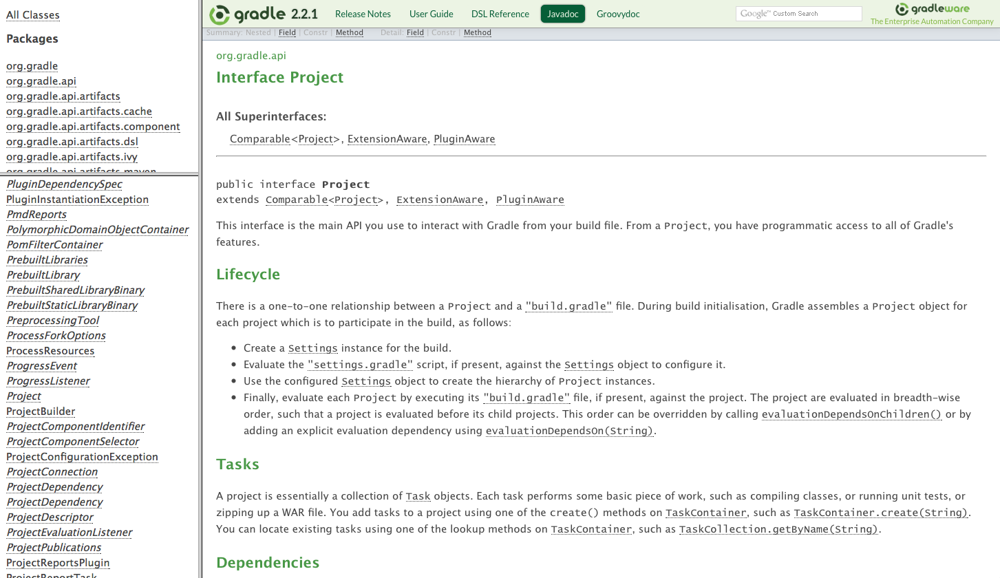 All Classes
Packages
org.gradle
org.gradle.api
org.gradle.api.artifacts
org.gradle.api.artifacts.cache
org.gradle.api.artifacts.component
org.gradle.api.artifacts.dsl
org.gradle.api.artifacts.ivy
org.gradle.api.artifacts.maven
PluginDependencySpec
PluginInstantiationException
PmdReports
PolymorphicDomainObjectContainer
PomFilterContainer
PrebuiltLibraries
PrebuiltLibrary
PrebuiltSharedLibraryBinary
PrebuiltStaticLibraryBinary
PreprocessingTool
ProcessForkOptions
ProcessResources
ProgressEvent
ProgressListener
Project
ProjectBuilder
ProjectComponentIdentifier
ProjectComponentSelector
ProjectConfigurationException
ProjectConnection
ProjectDependency
ProjectDependency
ProjectDescriptor
ProjectEvaluationListener
ProjectPublications
ProjectReportsPlugin
ProjectReportTask
gradle 2.2.1 Release Notes User Guide DSL Reference Javadoc Groovydoc Google™ Custom Search gradleware
The Enterprise Automation Company
Summary: Nested | Field | Constr | Method Detail: Field | Constr | Method
org.gradle.api
Interface Project
All Superinterfaces:
Comparable<Project>, ExtensionAware, PluginAware
public interface Project
extends Comparable<Project>, ExtensionAware, PluginAware
This interface is the main API you use to interact with Gradle from your build file. From a Project, you have programmatic access to all of Gradle's
features.
Lifecycle
There is a one-to-one relationship between a Project and a "build.gradle" file. During build initialisation, Gradle assembles a Project object for
each project which is to participate in the build, as follows:
• Create a Settings instance for the build.
• Evaluate the "settings.gradle" script, if present, against the Settings object to configure it.
• Use the configured Settings object to create the hierarchy of Project instances.
• Finally, evaluate each Project by executing its "build.gradle" file, if present, against the project. The project are evaluated in breadth-wise
order, such that a project is evaluated before its child projects. This order can be overridden by calling evaluationDependsOnChildren() or by
adding an explicit evaluation dependency using evaluationDependsOn(String).
Tasks
A project is essentially a collection of Task objects. Each task performs some basic piece of work, such as compiling classes, or running unit tests, or
zipping up a WAR file. You add tasks to a project using one of the create() methods on TaskContainer, such as TaskContainer.create(String).
You can locate existing tasks using one of the lookup methods on TaskContainer, such as TaskCollection.getByName(String).
Dependencies